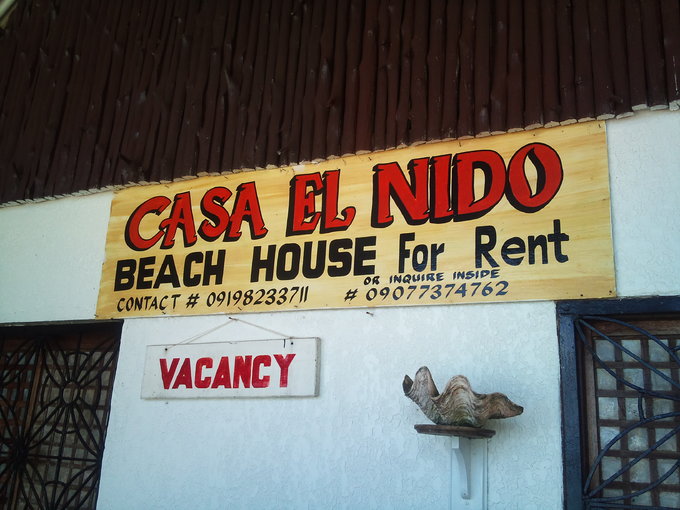 CASA EL NIDO
BEACH HOUSE For Rent
OR INQUIRE INSIDE
CONTACT # 09198233711 # 09077374762
VACANCY